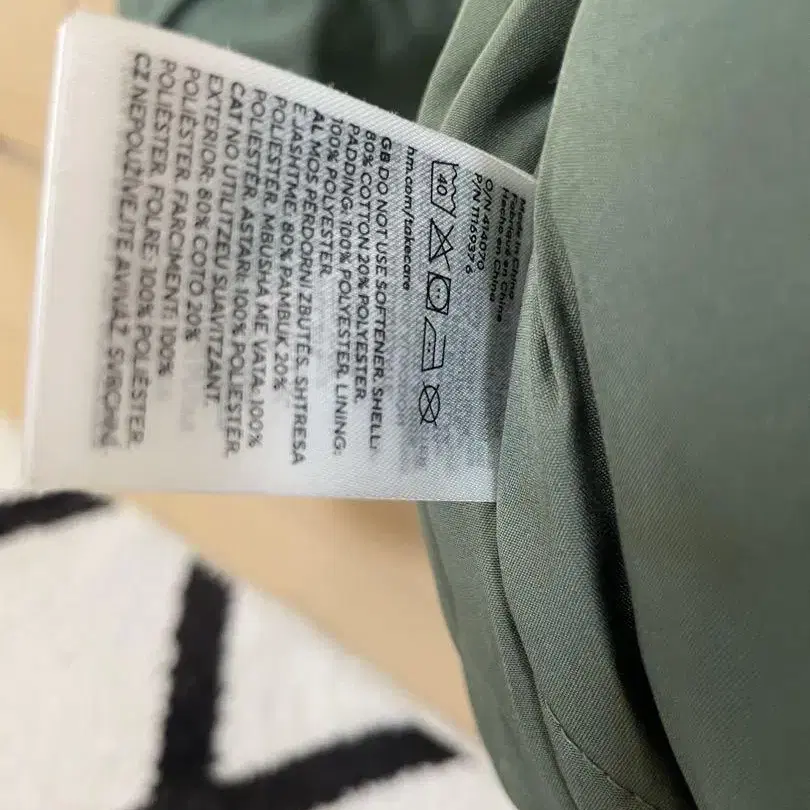 Made in China
Fabriqué en Chine
Hecho en China
O/N 414070
P/N 11169376
40
hm.com/takecare
GB DO NOT USE SOFTENER. SHELL:
80% COTTON 20% POLYESTER.
PADDING: 100% POLYESTER. LINING:
100% POLYESTER.
AL MOS PËRDORNI ZBUTËS. SHTRESA
E JASHTME: 80% PAMBUK 20%
POLIESTER. MBUSHJA ME VATA: 100%
POLIESTER. ASTARI: 100% POLIESTER.
CAT NO UTILITZEU SUAVITZANT.
EXTERIOR: 80% COTÓ 20%
POLIÈSTER. FARCIMENT: 100%
POLIÈSTER. FOLRE: 100% POLIÈSTER.
CZ NEPOUŽÍVEJTE AVIVÁŽ. SVRCHNÍ